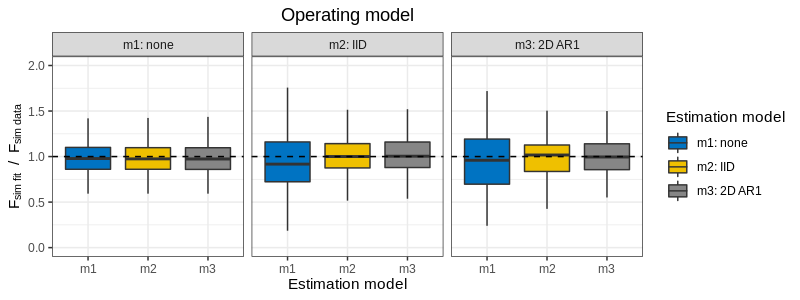 Operating model
m1: none
m2: IID
m3: 2D AR1
F sim fit / F sim data
2.0
1.5
1.0
0.5
0.0
m1 m2 m3
m1 m2 m3
m1 m2 m3
Estimation model
Estimation model
m1: none
m2: IID
m3: 2D AR1